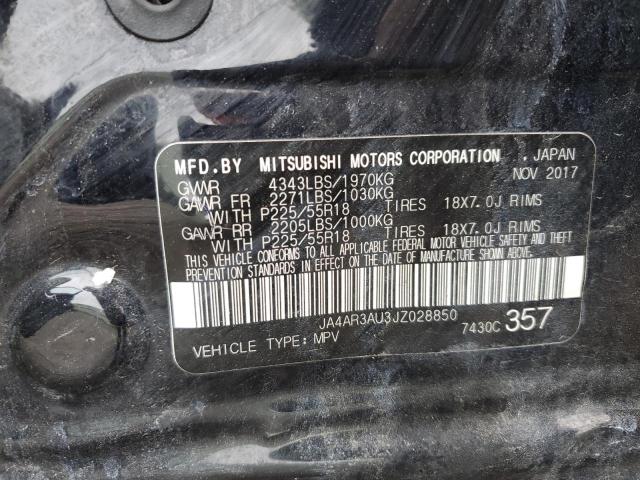 MFD.BY MITSUBISHI MOTORS CORPORATION , JAPAN
GVWR 4343LBS/1970KG NOV 2017
GAWR FR 2271LBS/1030KG
WITH P225/55R18 TIRES 18X7.0J RIMS
GAWR RR 2205LBS/1000KG
WITH P225/55R18 TIRES 18X7.0J RIMS
THIS VEHICLE CONFORMS TO ALL APPLICABLE FEDERAL MOTOR VEHICLE SAFETY AND THEFT
PREVENTION STANDARDS IN EFFECT ON THE DATE OF MANUFACTURE SHOWN ABOVE.
JA4AR3AU3JZ028850
VEHICLE TYPE: MPV 7430C 357